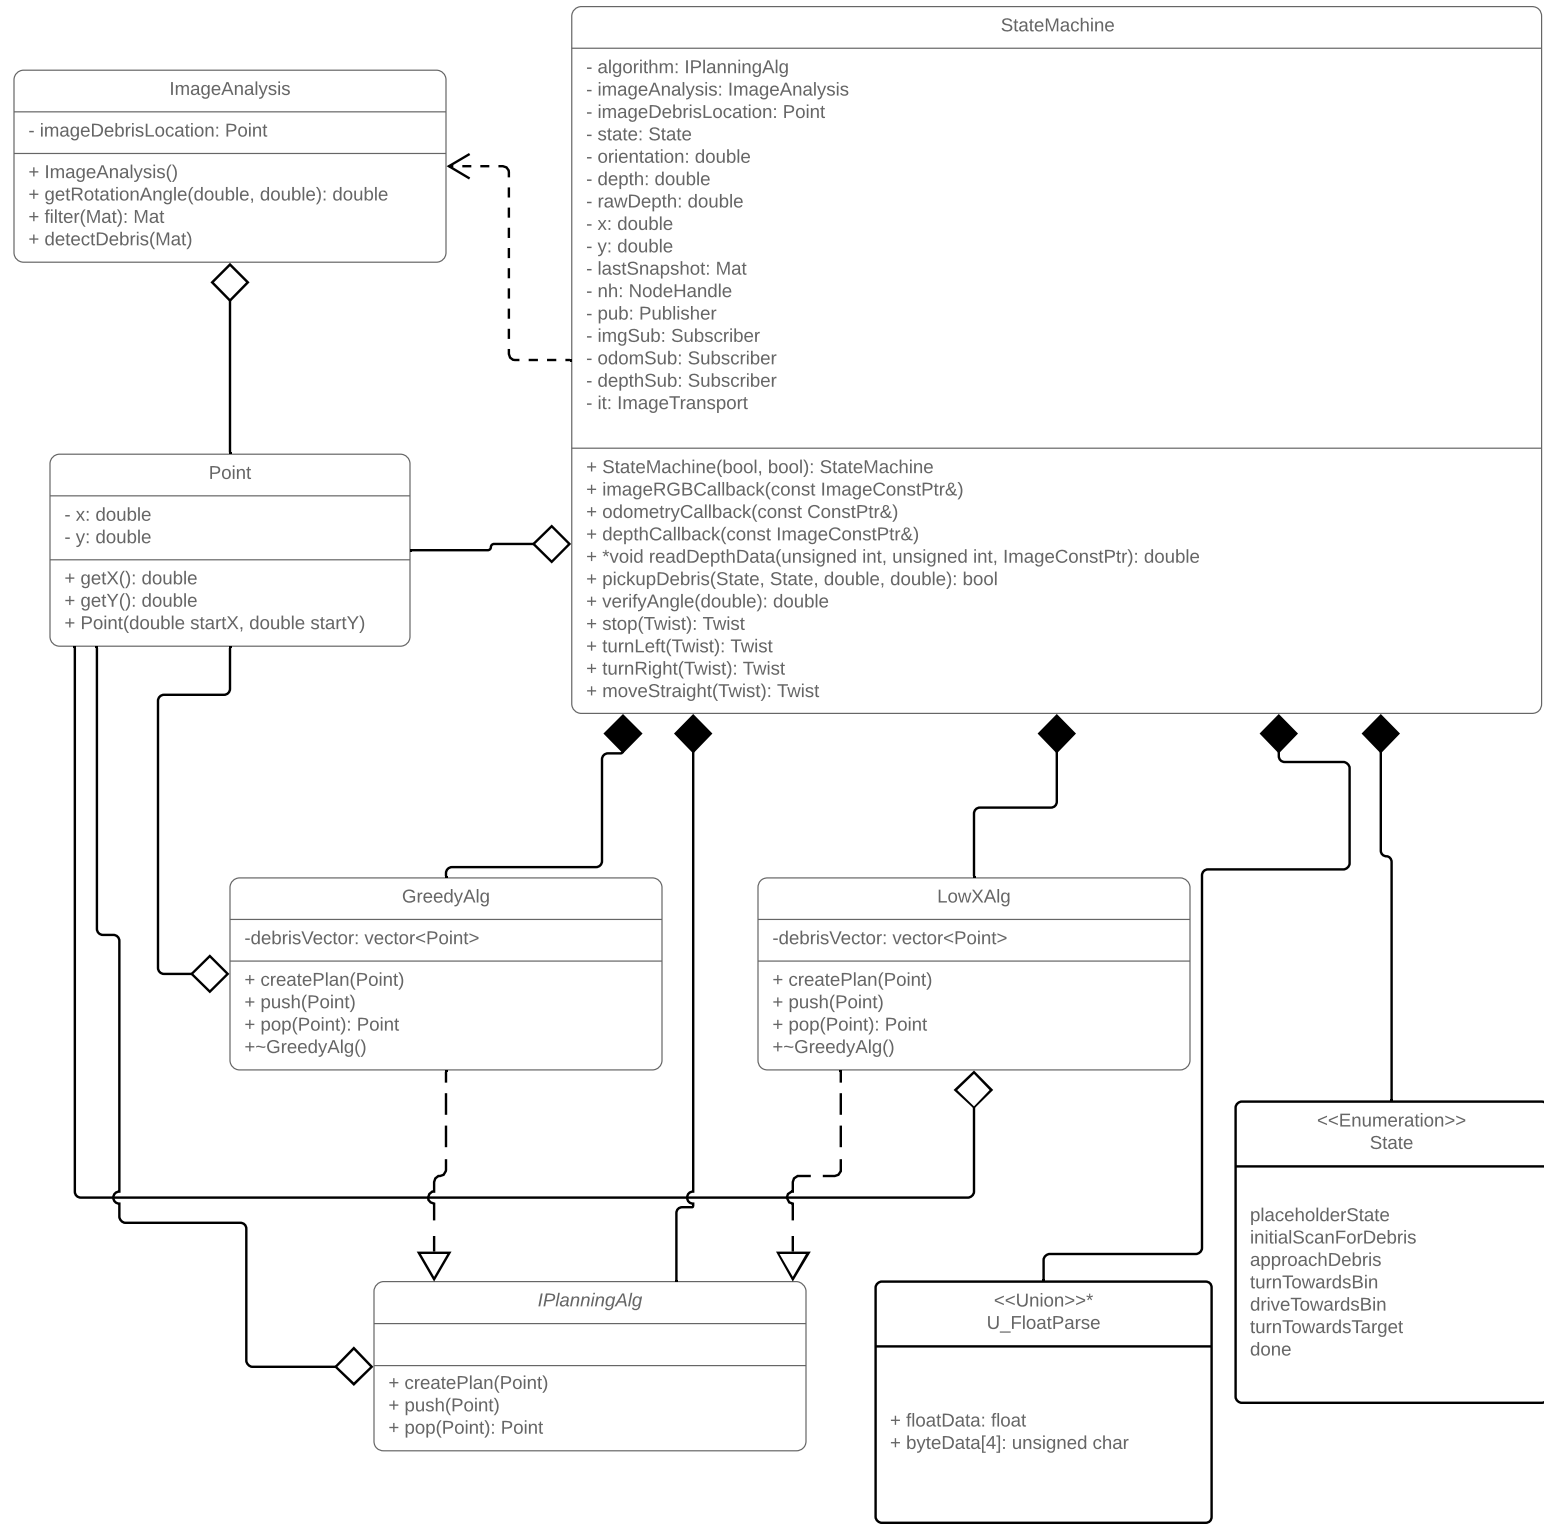 StateMachine
- algorithm: IPlanningAlg
- imageAnalysis: ImageAnalysis
- imageDebrisLocation: Point
- state: State
- orientation: double
- depth: double
- rawDepth: double
- x: double
- y: double
- lastSnapshot: Mat
- nh: NodeHandle
- pub: Publisher
- imgSub: Subscriber
- odomSub: Subscriber
- depthSub: Subscriber
- it: ImageTransport
+ StateMachine(bool, bool): StateMachine
+ imageRGBCallback(const ImageConstPtr&)
+ odometryCallback(const ConstPtr&)
+ depthCallback(const ImageConstPtr&)
+ *void readDepthData(unsigned int, unsigned int, ImageConstPtr): double
+ pickupDebris(State, State, double, double): bool
+ verifyAngle(double): double
+ stop(Twist): Twist
+ turnLeft(Twist): Twist
+ turnRight(Twist): Twist
+ moveStraight(Twist): Twist
ImageAnalysis
- imageDebrisLocation: Point
+ ImageAnalysis()
+ getRotationAngle(double, double): double
+ filter(Mat): Mat
+ detectDebris(Mat)
Point
- x: double
- y: double
+ getX(): double
+ getY(): double
+ Point(double startX, double startY)
GreedyAlg
-debrisVector: vector<Point>
+ createPlan(Point)
+ push(Point)
+ pop(Point): Point
+~GreedyAlg()
LowXAlg
-debrisVector: vector<Point>
+ createPlan(Point)
+ push(Point)
+ pop(Point): Point
+~GreedyAlg()
<<Enumeration>>
State
placeholderState
initialScanForDebris
approachDebris
turnTowardsBin
driveTowardsBin
turnTowardsTarget
done
IPlanningAlg
+ createPlan(Point)
+ push(Point)
+ pop(Point): Point
<<Union>>*
U_FloatParse
+ floatData: float
+ byteData[4]: unsigned char